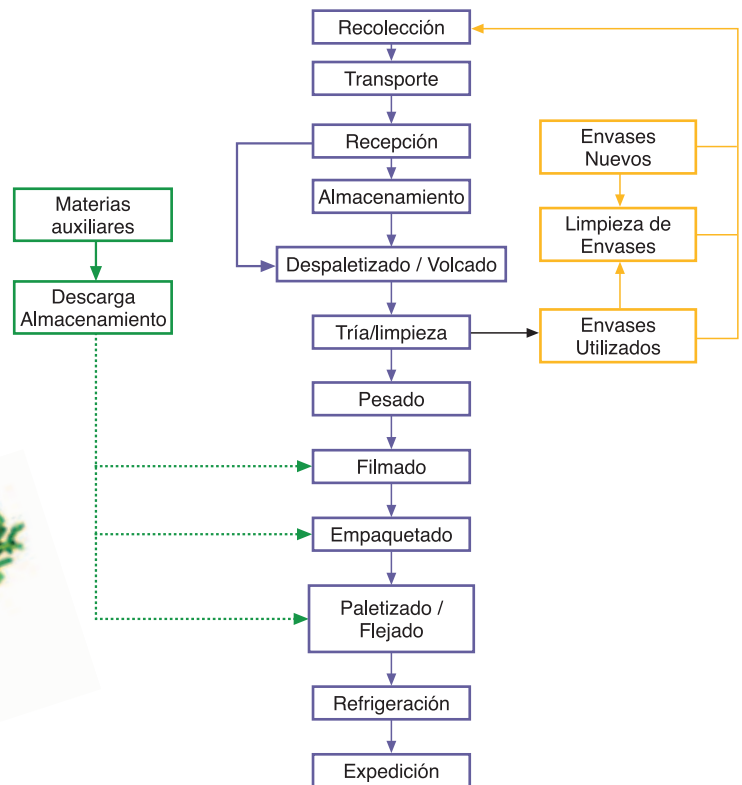 Recolección
Transporte
Recepción
Almacenamiento
Despaletizado / Volcado
Tría/limpieza
Pesado
Filmado
Empaquetado
Paletizado /
Flejado
Refrigeración
Expedición
Materias
auxiliares
Descarga
Almacenamiento
Envases
Nuevos
Limpieza de
Envases
Envases
Utilizados